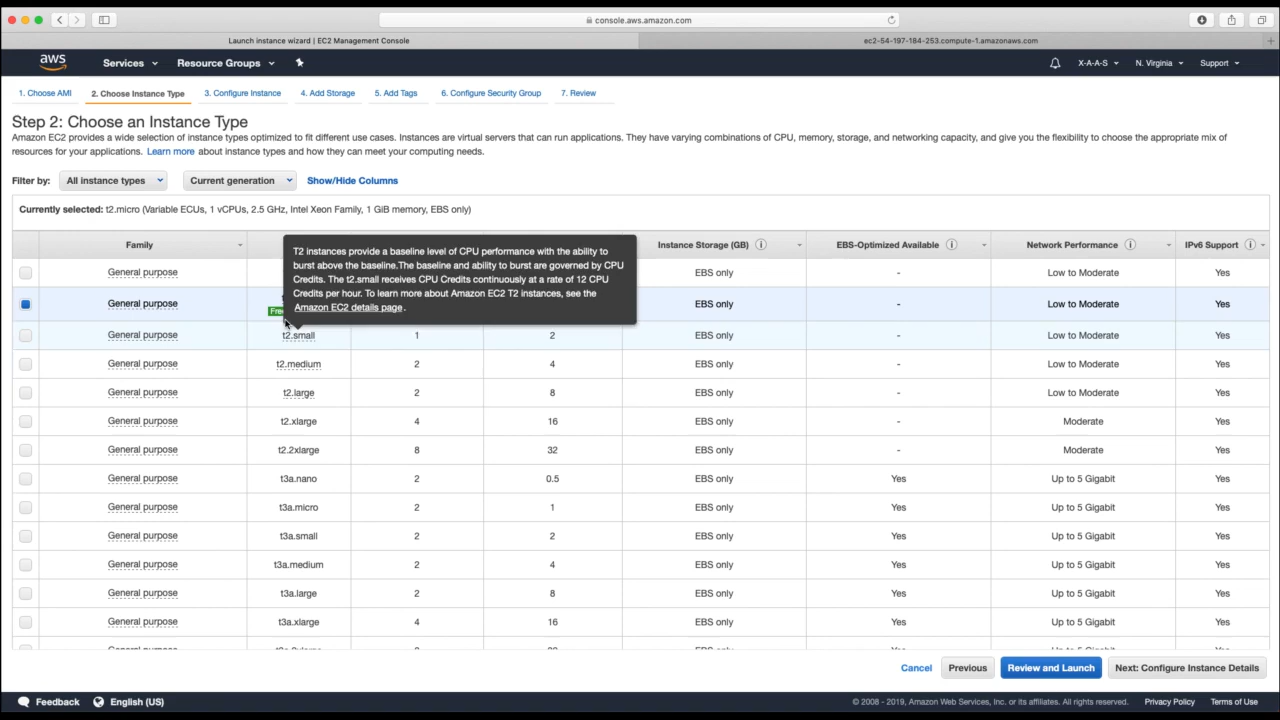 console.aws.amazon.com
Launch instance wizard | EC2 Management Console
ec2-54-197-184-253.compute-1.amazonaws.com
aws
Services
Resource Groups
X-A-A-S
N. Virginia
Support
1. Choose AMI
2. Choose Instance Type
3. Configure Instance
4. Add Storage
5. Add Tags
6. Configure Security Group
7. Review
Step 2: Choose an Instance Type
Amazon EC2 provides a wide selection of instance types optimized to fit different use cases. Instances are virtual servers that can run applications. They have varying combinations of CPU, memory, storage, and networking capacity, and give you the flexibility to choose the appropriate mix of
resources for your applications. Learn more about instance types and how they can meet your computing needs.
Filter by: All instance types Current generation Show/Hide Columns
Currently selected: t2.micro (Variable ECUs, 1 vCPUs, 2.5 GHz, Intel Xeon Family, 1 GiB memory, EBS only)
Family Instance Storage (GB) EBS-Optimized Available Network Performance IPv6 Support
T2 instances provide a baseline level of CPU performance with the ability to
burst above the baseline.The baseline and ability to burst are governed by CPU
Credits. The t2.small receives CPU Credits continuously at a rate of 12 CPU
Credits per hour. To learn more about Amazon EC2 T2 instances, see the
Amazon EC2 details page.
General purpose EBS only - Low to Moderate Yes
General purpose EBS only - Low to Moderate Yes
General purpose t2.small 1 2 EBS only - Low to Moderate Yes
General purpose t2.medium 2 4 EBS only - Low to Moderate Yes
General purpose t2.large 2 8 EBS only - Low to Moderate Yes
General purpose t2.xlarge 4 16 EBS only - Moderate Yes
General purpose t2.2xlarge 8 32 EBS only - Moderate Yes
General purpose t3a.nano 2 0.5 EBS only Yes Up to 5 Gigabit Yes
General purpose t3a.micro 2 1 EBS only Yes Up to 5 Gigabit Yes
General purpose t3a.small 2 2 EBS only Yes Up to 5 Gigabit Yes
General purpose t3a.medium 2 4 EBS only Yes Up to 5 Gigabit Yes
General purpose t3a.large 2 8 EBS only Yes Up to 5 Gigabit Yes
General purpose t3a.xlarge 4 16 EBS only Yes Up to 5 Gigabit Yes
Cancel
Previous
Review and Launch
Next: Configure Instance Details
Feedback
English (US)
© 2008 - 2019, Amazon Web Services, Inc. or its affiliates. All rights reserved.
Privacy Policy
Terms of Use